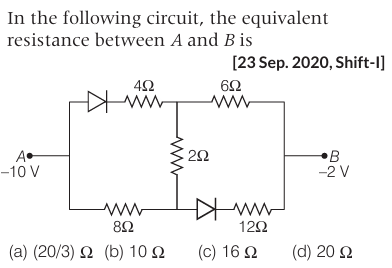 In the following circuit, the equivalent
resistance between A and B is
[23 Sep. 2020, Shift-I]
4Ω 6Ω
A 2Ω B
–10 V –2 V
8Ω 12Ω
(a) (20/3) Ω (b) 10 Ω (c) 16 Ω (d) 20 Ω